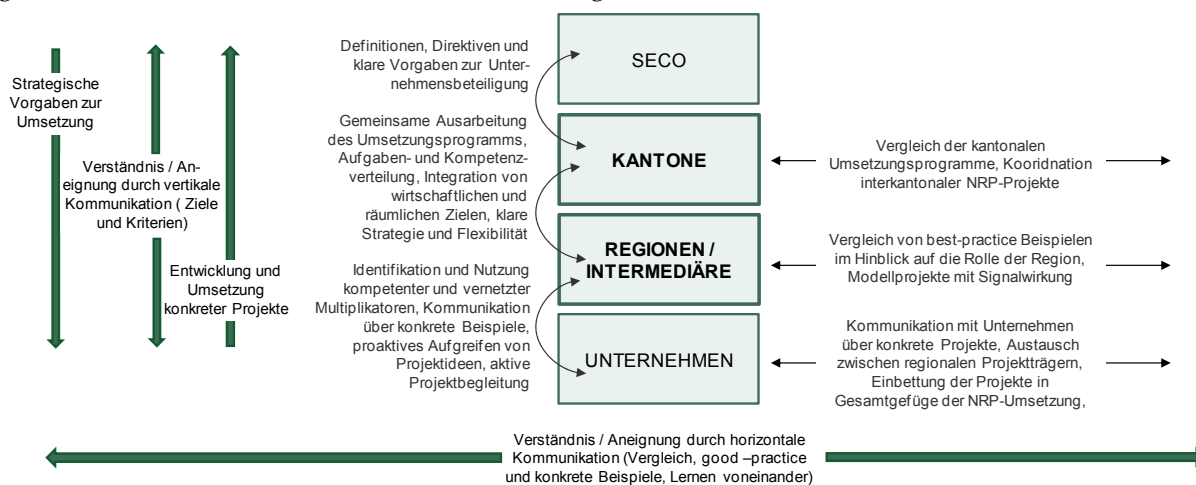 Strategische
Vorgaben zur
Umsetzung
Verständnis / An-
eignung durch vertikale
Kommunikation ( Ziele
und Kriterien)
Entwicklung und
Umsetzung
konkreter Projekte
Definitionen, Direktiven und
klare Vorgaben zur Unter-
nehmensbeteiligung
Gemeinsame Ausarbeitung
des Umsetzungsprogramms,
Aufgaben- und Kompetenz-
verteilung, Integration von
wirtschaftlichen und
räumlichen Zielen, klare
Strategie und Flexibilität
Identifikation und Nutzung
kompetenter und vernetzter
Multiplikatoren, Kommunikation
über konkrete Beispiele,
proaktives Aufgreifen von
Projektideen, aktive
Projektbegleitung
SECO
KANTONE
REGIONEN /
INTERMEDIÄRE
UNTERNEHMEN
Vergleich der kantonalen
Umsetzungsprogramme, Kooridnation
interkantonaler NRP-Projekte
Vergleich von best-practice Beispielen
im Hinblick auf die Rolle der Region,
Modellprojekte mit Signalwirkung
Kommunikation mit Unternehmen
über konkrete Projekte, Austausch
zwischen regionalen Projektträgern,
Einbettung der Projekte in
Gesamtgefüge der NRP-Umsetzung,
Verständnis / Aneignung durch horizontale
Kommunikation (Vergleich, good –practice
und konkrete Beispiele, Lernen voneinander)